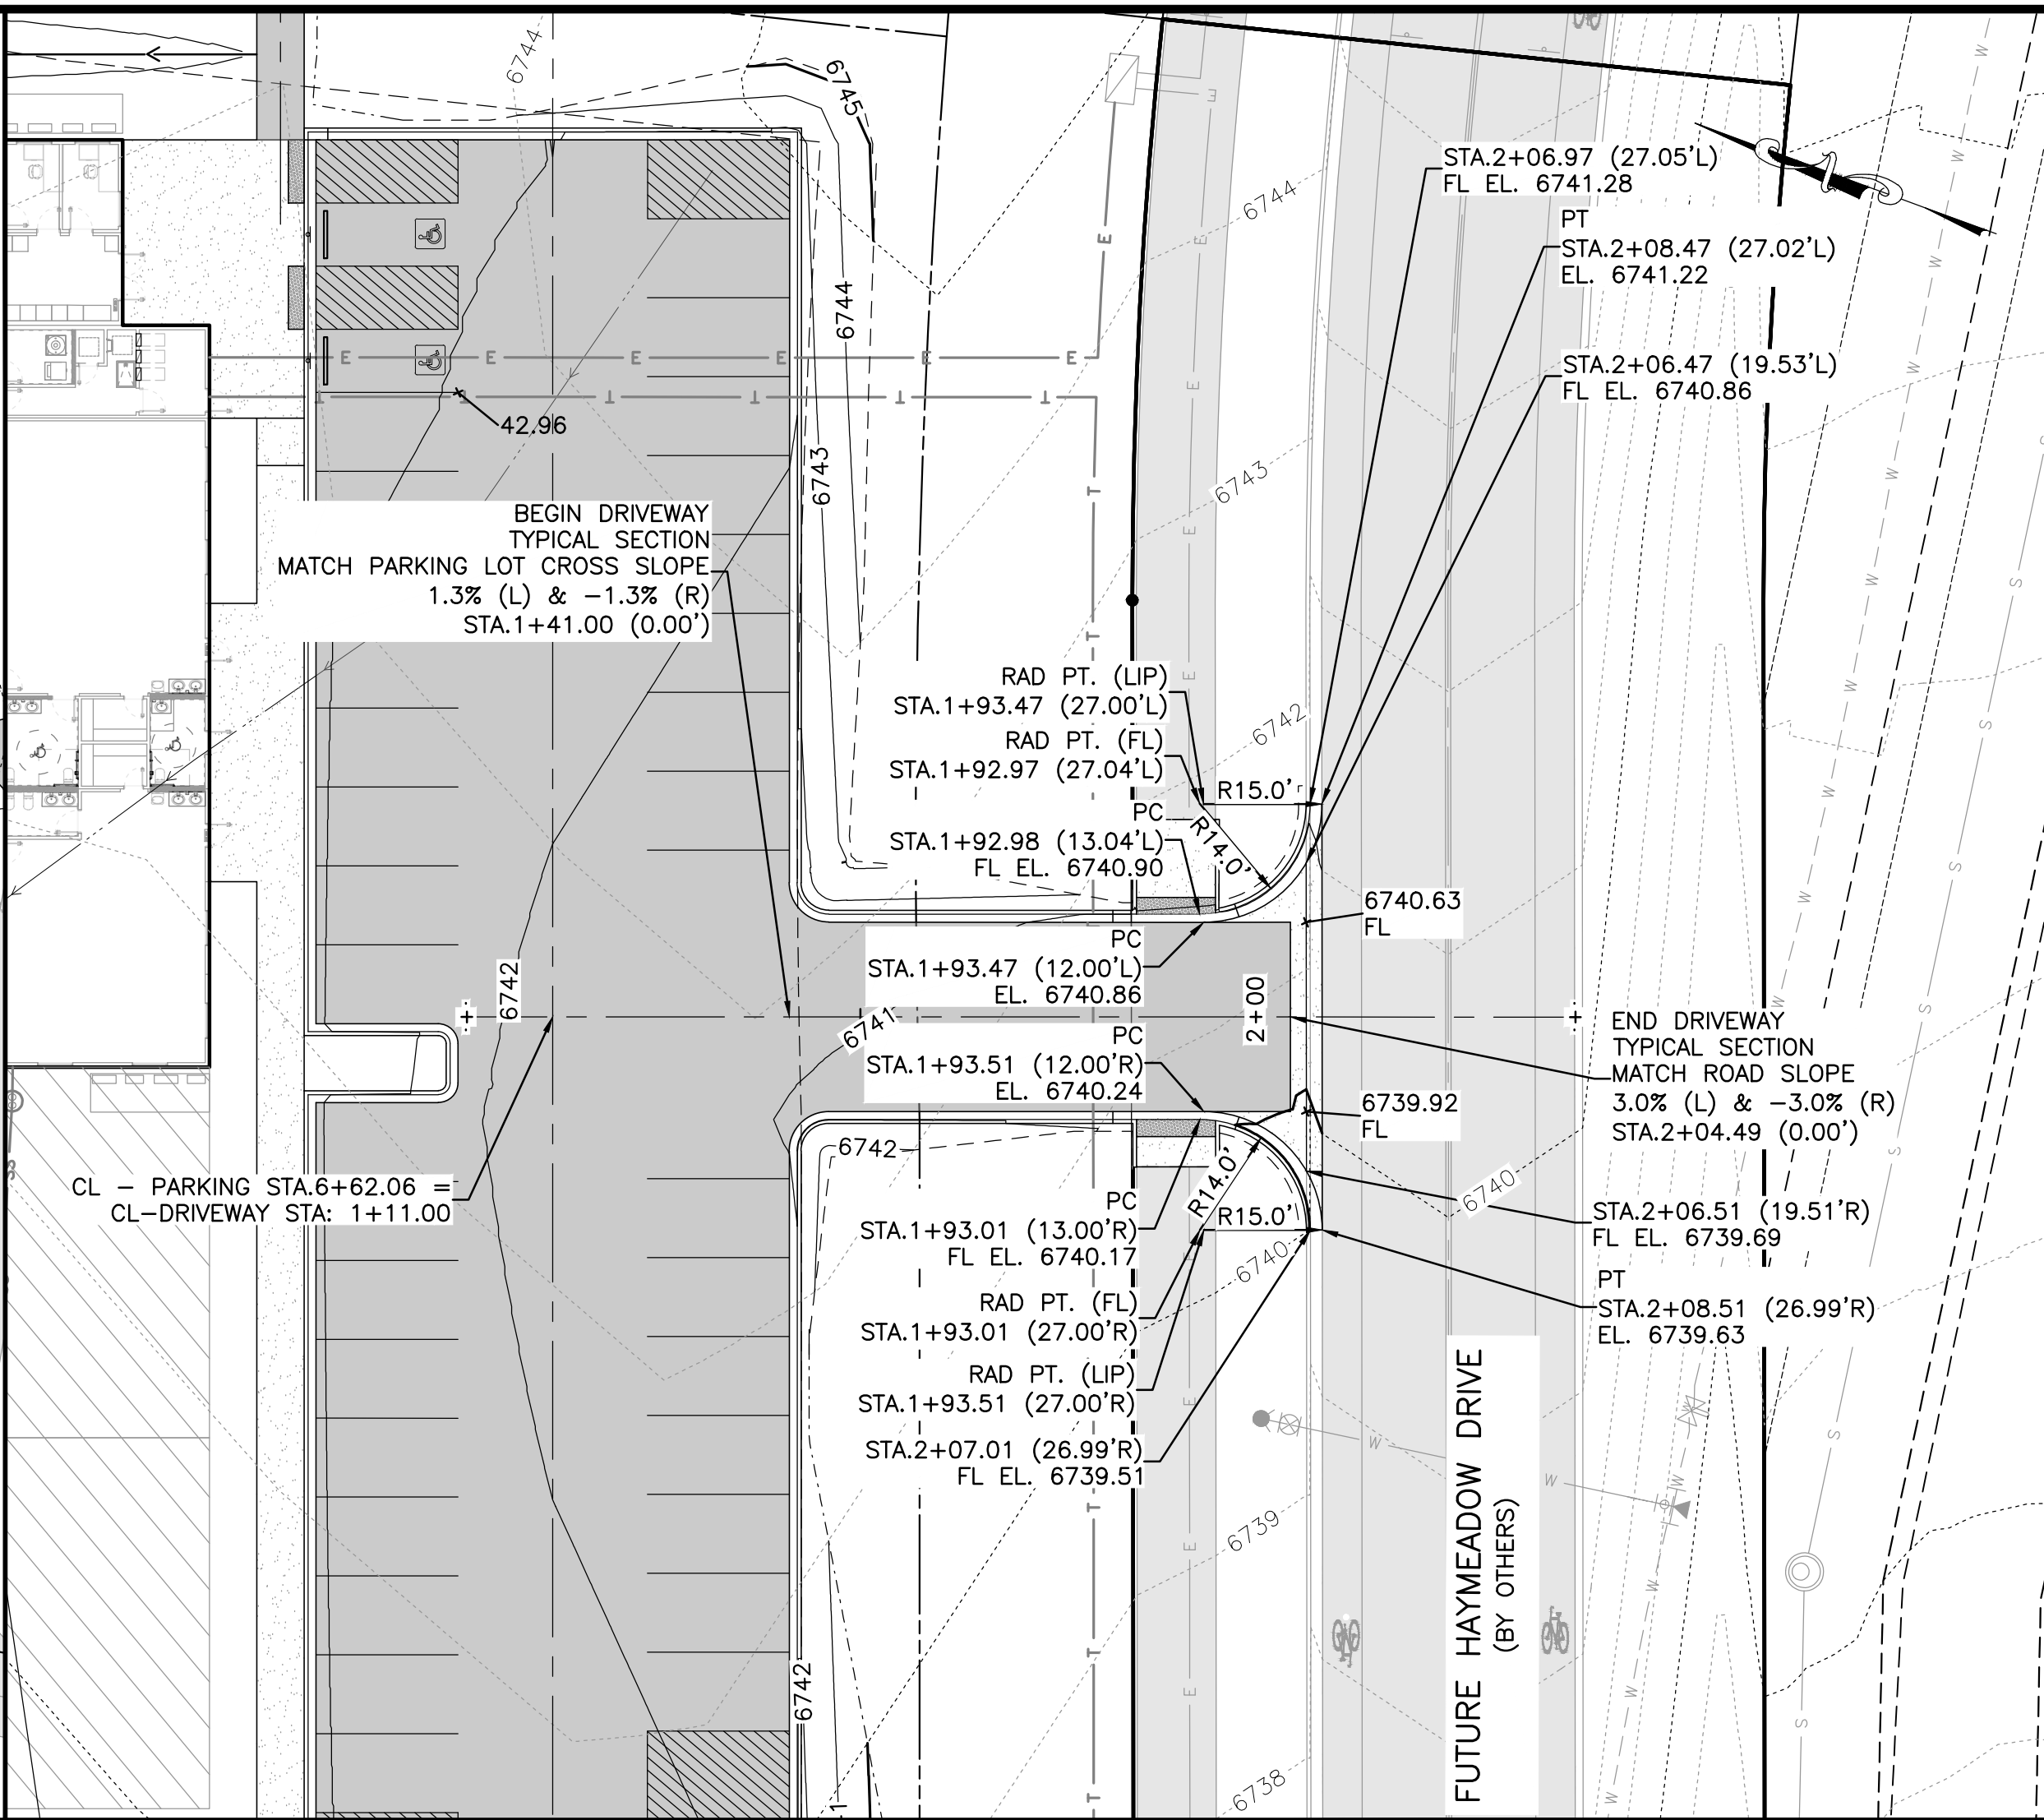 6744
6745
STA.2+06.97 (27.05'L)
FL EL. 6741.28
PT
STA.2+08.47 (27.02'L)
EL. 6741.22
6744
E
E
6744
STA.2+06.47 (19.53'L)
FL EL. 6740.86
E E E E E E
T T T T T T
42.96
6743
6743
BEGIN DRIVEWAY
TYPICAL SECTION
MATCH PARKING LOT CROSS SLOPE
1.3% (L) & -1.3% (R)
STA.1+41.00 (0.00')
RAD PT. (LIP)
STA.1+93.47 (27.00'L)
6742
RAD PT. (FL)
STA.1+92.97 (27.04'L)
R15.0'
PC
STA.1+92.98 (13.04'L)
FL EL. 6740.90
R14.0'
6740.63
FL
PC
STA.1+93.47 (12.00'L)
EL. 6740.86
6742
6741
2+00
PC
STA.1+93.51 (12.00'R)
EL. 6740.24
END DRIVEWAY
TYPICAL SECTION
MATCH ROAD SLOPE
3.0% (L) & -3.0% (R)
STA.2+04.49 (0.00')
6739.92
FL
6742
CL - PARKING STA.6+62.06 =
CL-DRIVEWAY STA: 1+11.00
R14.0'
R15.0'
6740
PC
STA.1+93.01 (13.00'R)
FL EL. 6740.17
STA.2+06.51 (19.51'R)
FL EL. 6739.69
6740
RAD PT. (FL)
STA.1+93.01 (27.00'R)
PT
STA.2+08.51 (26.99'R)
EL. 6739.63
RAD PT. (LIP)
STA.1+93.51 (27.00'R)
STA.2+07.01 (26.99'R)
FL EL. 6739.51
6739
FUTURE HAYMEADOW DRIVE
(BY OTHERS)
6742
6738
W W W
S S S